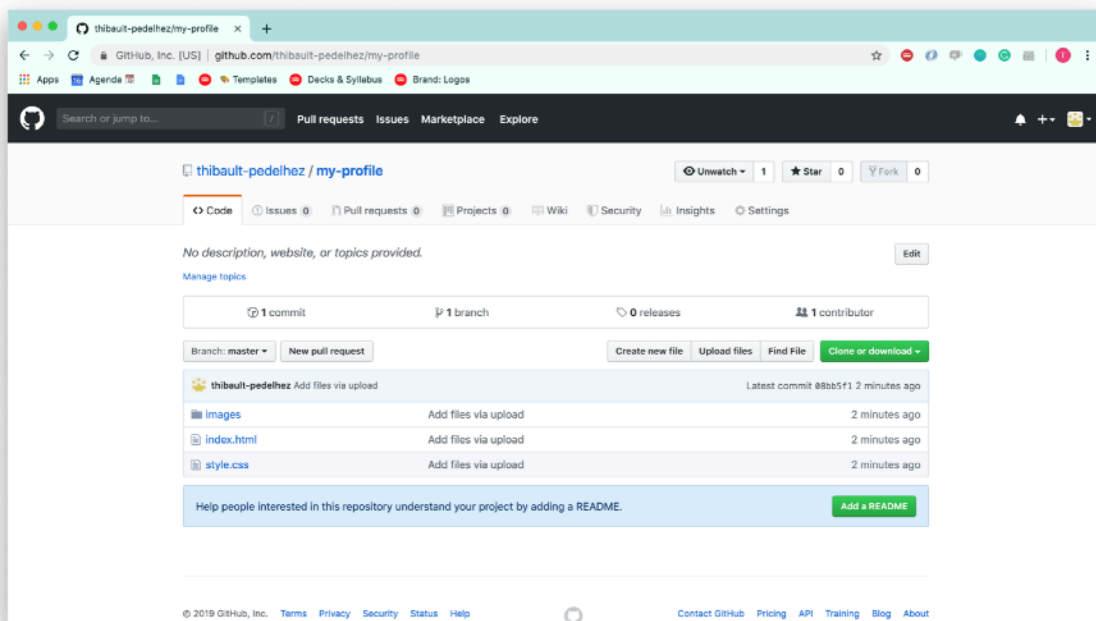 thibault-pedelhez/my-profile × +
GitHub, Inc. [US] | github.com/thibault-pedelhez/my-profile
Apps 16 Agenda 📅 Templates Decks & Syllabus Brand: Logos
Search or jump to... / Pull requests Issues Marketplace Explore
thibault-pedelhez / my-profile Unwatch 1 Star 0 Fork 0
Code Issues 0 Pull requests 0 Projects 0 Wiki Security Insights Settings
No description, website, or topics provided. Edit
Manage topics
1 commit 1 branch 0 releases 1 contributor
Branch: master New pull request Create new file Upload files Find File Clone or download
thibault-pedelhez Add files via upload Latest commit 08bb5f1 2 minutes ago
images Add files via upload 2 minutes ago
index.html Add files via upload 2 minutes ago
style.css Add files via upload 2 minutes ago
Help people interested in this repository understand your project by adding a README. Add a README
© 2019 GitHub, Inc. Terms Privacy Security Status Help Contact GitHub Pricing API Training Blog About